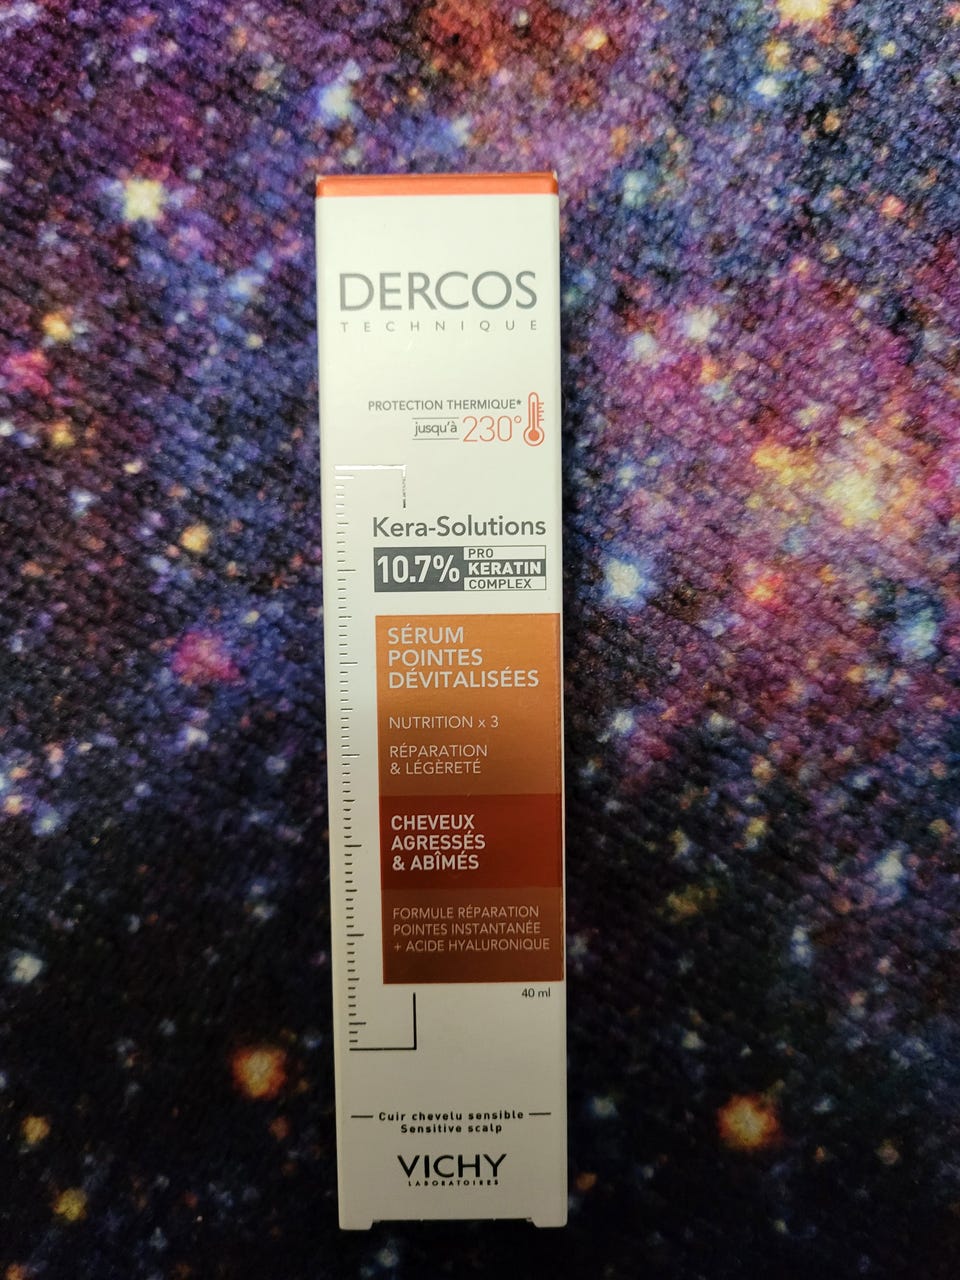 DERCOS
TECHNIQUE
PROTECTION THERMIQUE*
jusqu'à 230°
Kera-Solutions
10.7% PRO
KERATIN
COMPLEX
SÉRUM
POINTES
DÉVITALISÉES
NUTRITION x 3
RÉPARATION
& LÉGÈRETÉ
CHEVEUX
AGRESSÉS
& ABÎMÉS
FORMULE RÉPARATION
POINTES INSTANTANÉE
+ ACIDE HYALURONIQUE
40 ml
Cuir chevelu sensible
Sensitive scalp
VICHY
LABORATOIRES